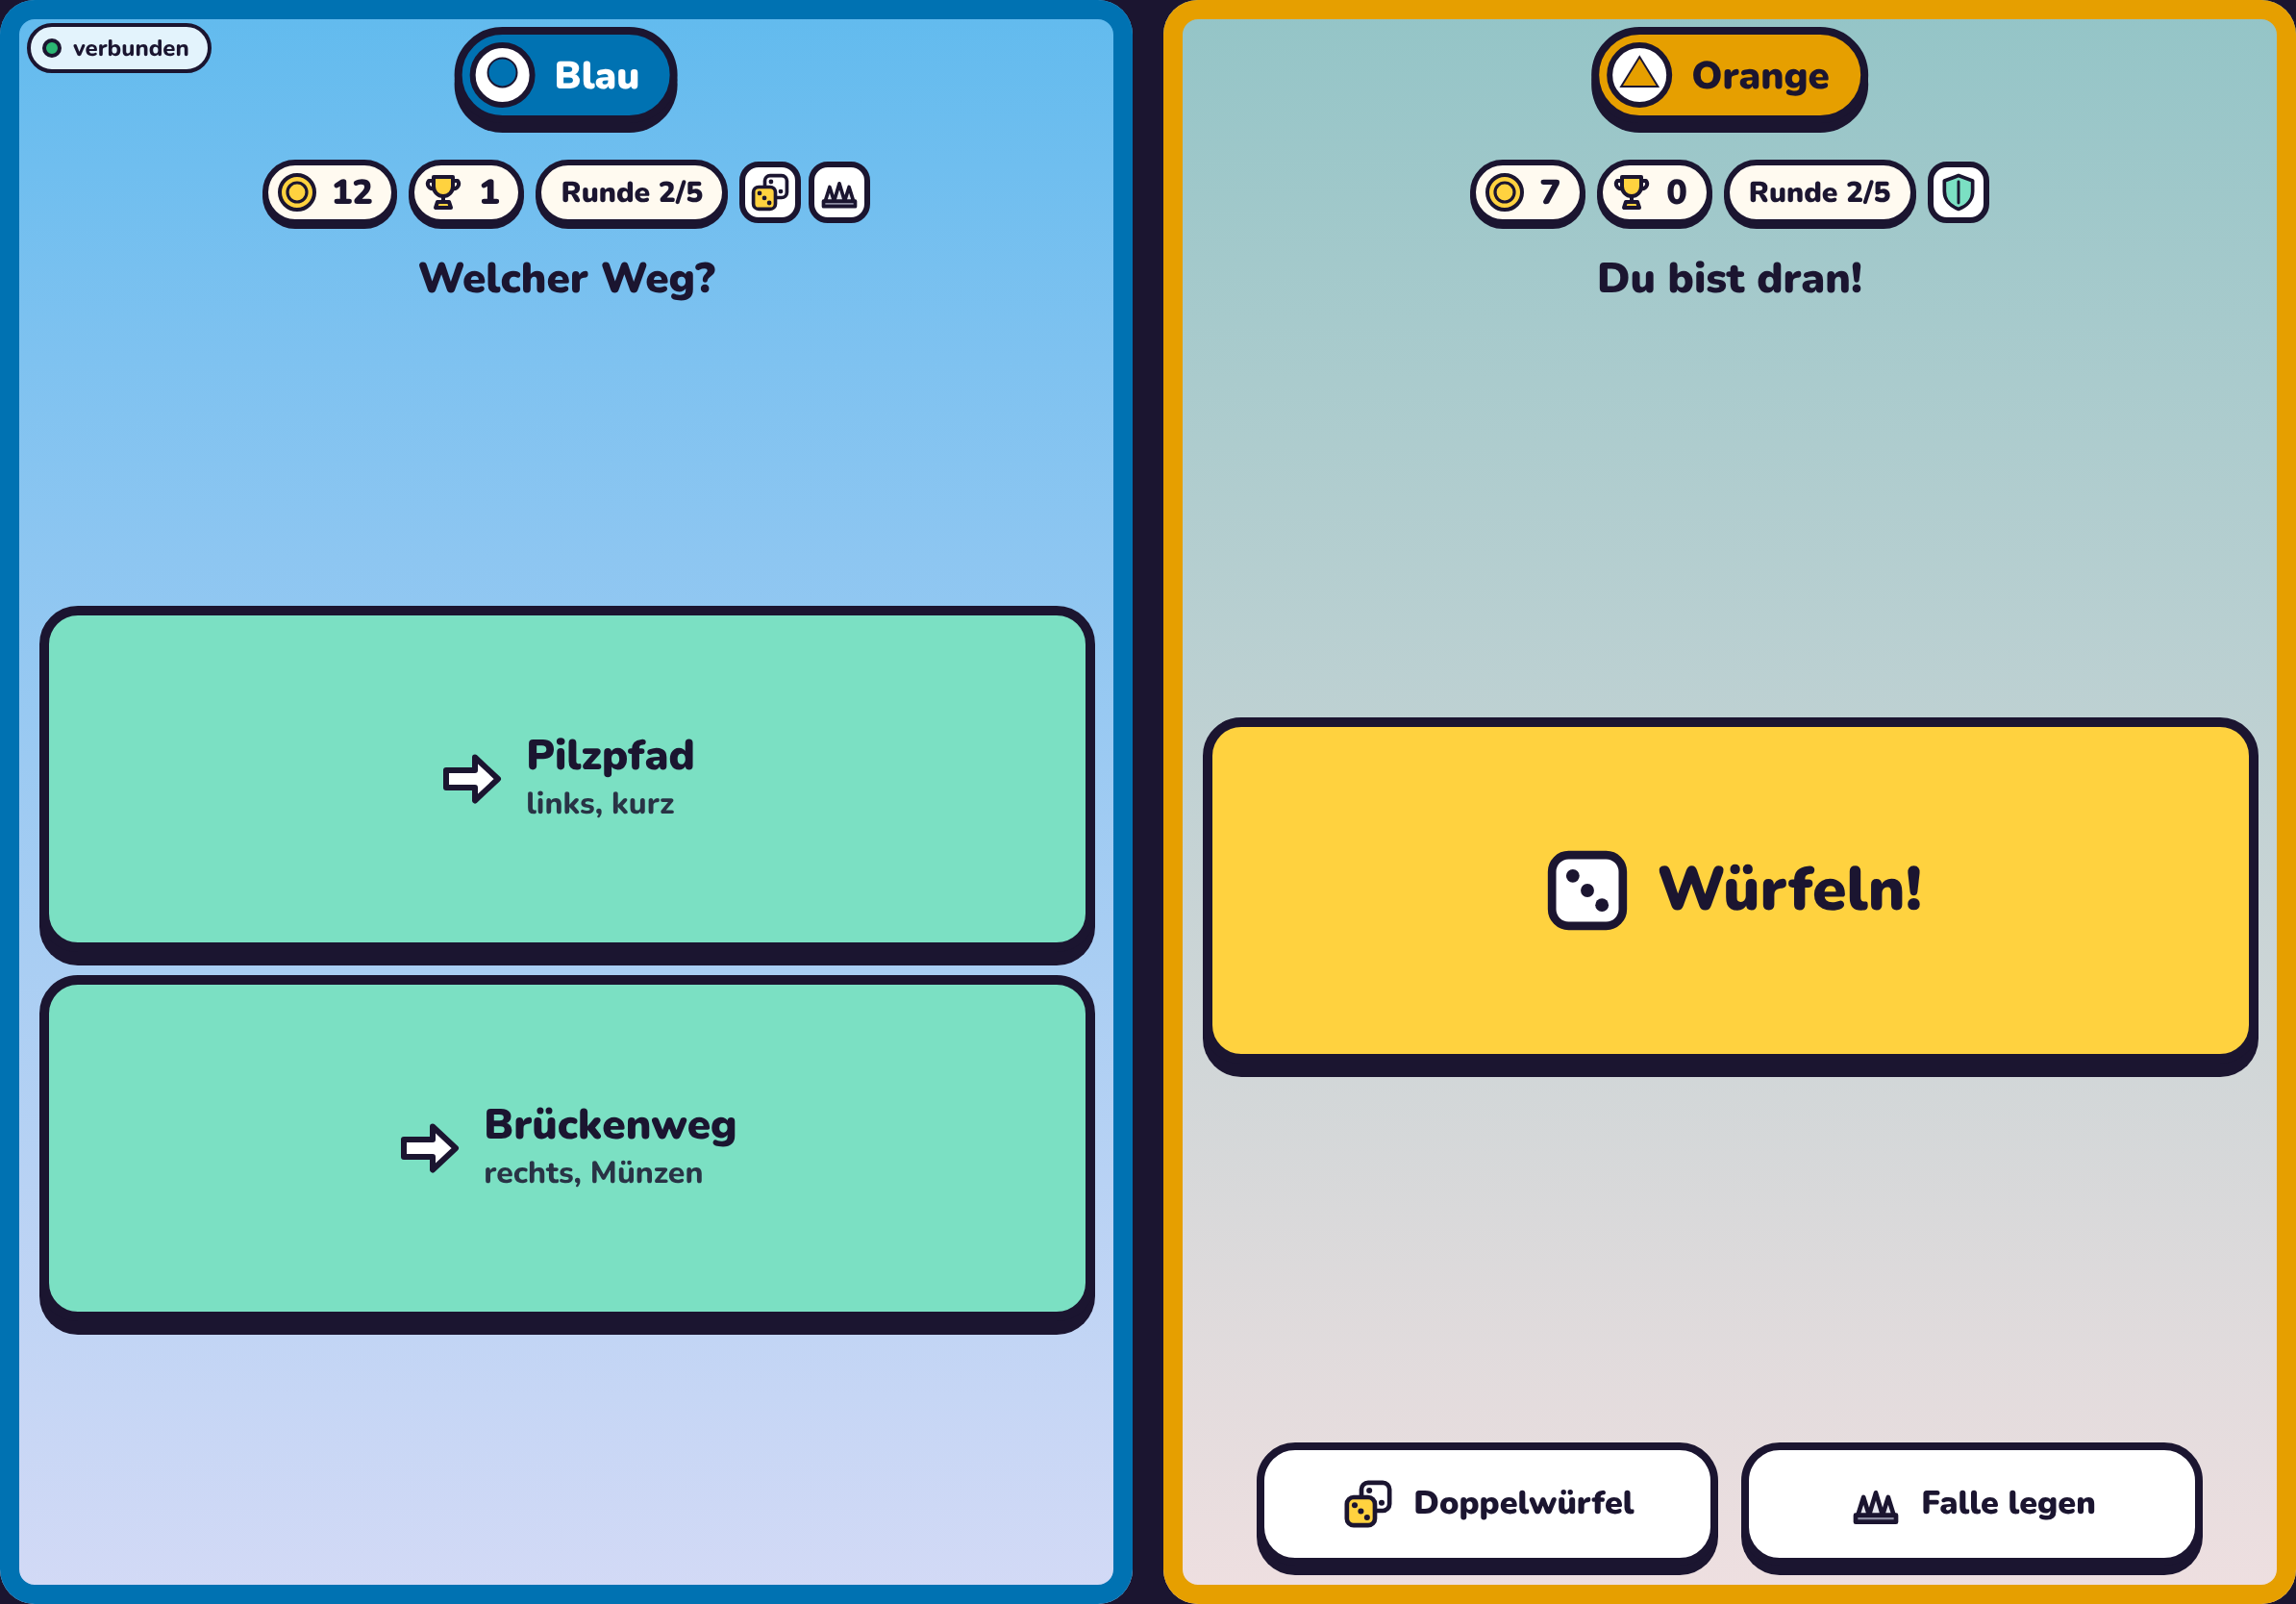 verbunden
Blau
12
1
Runde 2/5
Welcher Weg?
Pilzpfad
links, kurz
Brückenweg
rechts, Münzen
Orange
7
0
Runde 2/5
Du bist dran!
Würfeln!
Doppelwürfel
Falle legen